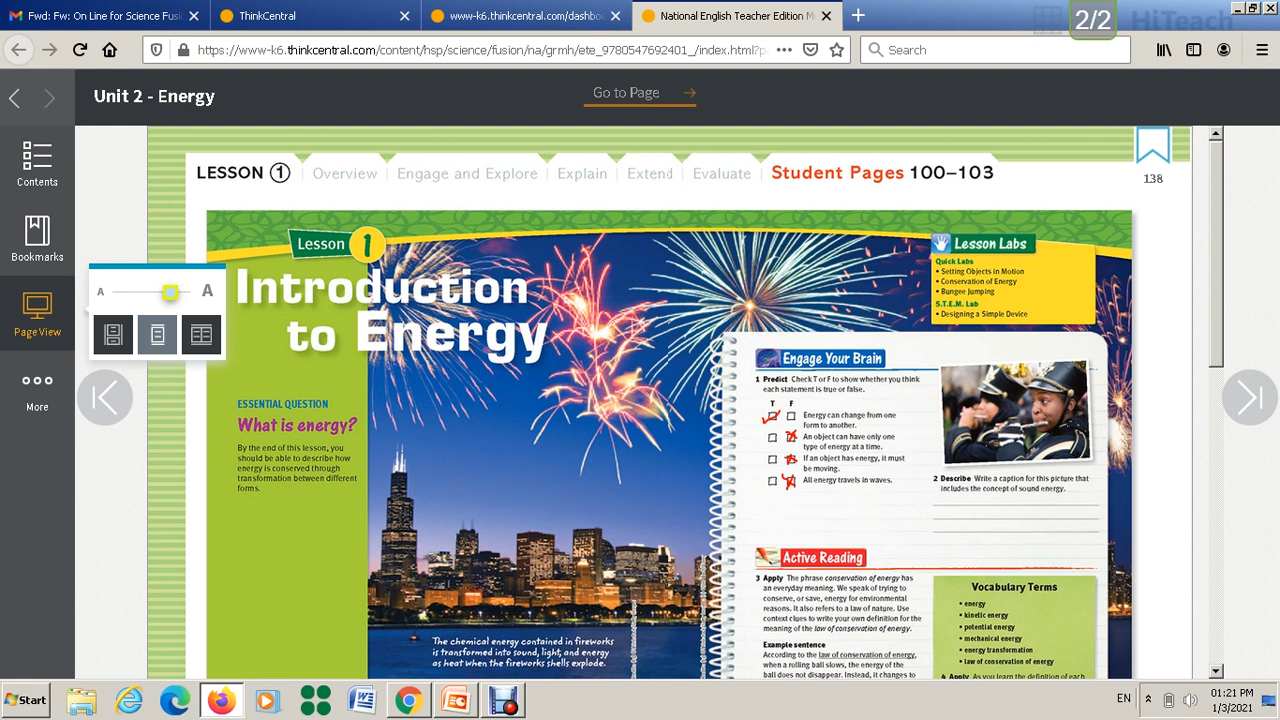 Fwd: Fw: On Line for Science Fusi
ThinkCentral
www-k6.thinkcentral.com/dashbo
National English Teacher Edition M
2/2
HiTeach
https://www-k6.thinkcentral.com/content/hsp/science/fusion/na/grmh/ete_9780547692401_/index.html?p
Search
Unit 2 - Energy
Go to Page
Contents
Bookmarks
Page View
More
A A
LESSON 1 Overview Engage and Explore Explain Extend Evaluate Student Pages 100–103
138
Lesson 1
Introduction
to Energy
ESSENTIAL QUESTION
What is energy?
By the end of this lesson, you
should be able to describe how
energy is conserved through
transformation between different
forms.
The chemical energy contained in fireworks
is transformed into sound, light, and energy
as heat when the fireworks shells explode.
Lesson Labs
Quick Labs
• Setting Objects in Motion
• Conservation of Energy
• Bungee Jumping
S.T.E.M. Lab
• Designing a Simple Device
Engage Your Brain
1 Predict Check T or F to show whether you think
each statement is true or false.
T F
Energy can change from one
form to another.
An object can have only one
type of energy at a time.
If an object has energy, it must
be moving.
All energy travels in waves.
2 Describe Write a caption for this picture that
includes the concept of sound energy.
Active Reading
3 Apply The phrase conservation of energy has
an everyday meaning. We speak of trying to
conserve, or save, energy for environmental
reasons. It also refers to a law of nature. Use
context clues to write your own definition for the
meaning of the law of conservation of energy.
Example sentence
According to the law of conservation of energy,
when a rolling ball slows, the energy of the
ball does not disappear. Instead, it changes to
Vocabulary Terms
• energy
• kinetic energy
• potential energy
• mechanical energy
• energy transformation
• law of conservation of energy
4 Apply As you learn the definition of each
Start
EN
01:21 PM
1/3/2021